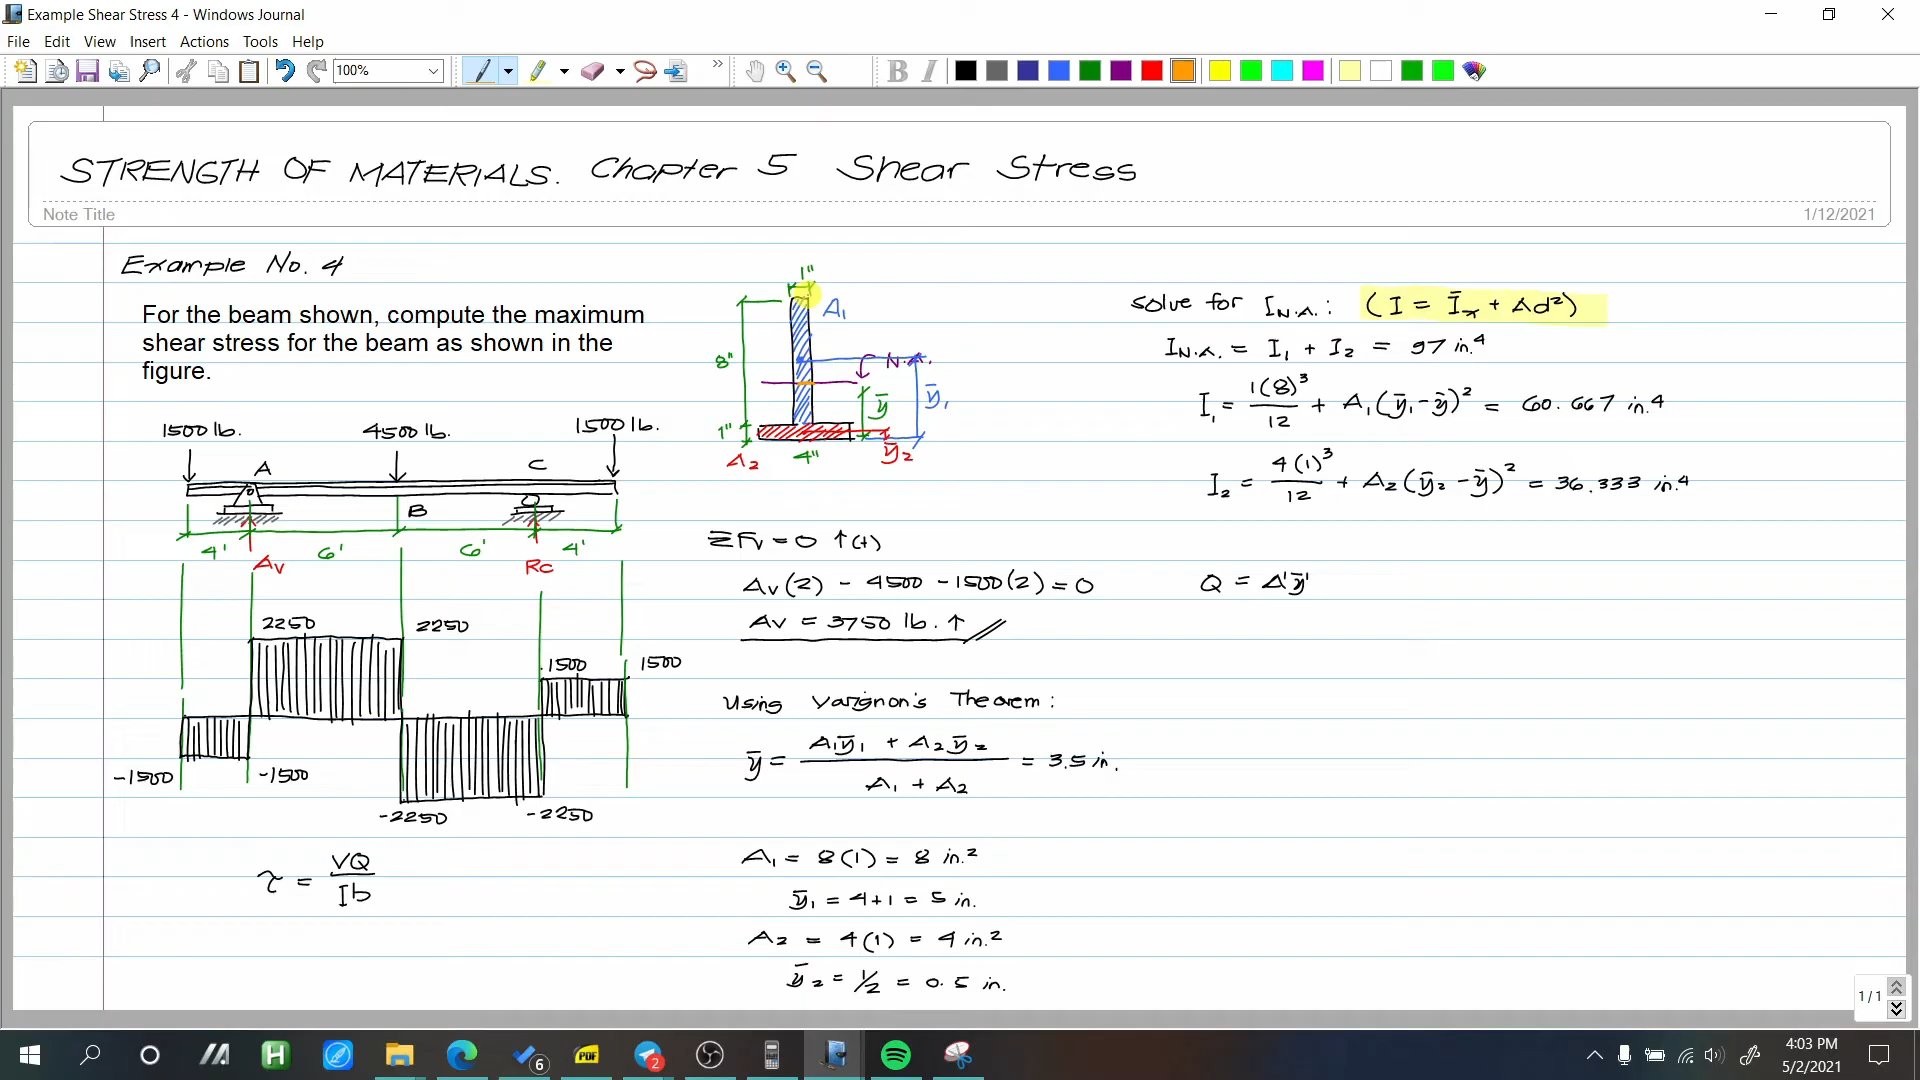 Example Shear Stress 4 - Windows Journal
File Edit View Insert Actions Tools Help
100%
STRENGTH OF MATERIALS. Chapter 5 Shear Stress
Note Title
1/12/2021
Example No. 4
For the beam shown, compute the maximum
shear stress for the beam as shown in the
figure.
1500 lb. 4500 lb. 1500 lb.
A C
B
4' 6' 6' 4'
Av Rc
2250 2250
1500 1500
-1500 -1500
-2250 -2250
τ = VQ / Ib
1"
A₁
8"
N.A.
ȳ ȳ₁
1"
A₂ 4" ȳ₂
ΣFv = 0 ↑(+)
Av(2) - 4500 - 1500(2) = 0
Av = 3750 lb. ↑
Using Varignon's Theorem:
ȳ = A₁ȳ₁ + A₂ȳ₂ / A₁ + A₂ = 3.5 in.
A₁ = 8(1) = 8 in.²
ȳ₁ = 4+1 = 5 in.
A₂ = 4(1) = 4 in.²
ȳ₂ = 1/2 = 0.5 in.
Solve for I N.A.: (I = Īx + Ad²)
I N.A. = I₁ + I₂ = 97 in.⁴
I₁ = 1(8)³ / 12 + A₁(ȳ₁-ȳ)² = 60.667 in.⁴
I₂ = 4(1)³ / 12 + A₂(ȳ₂-ȳ)² = 36.333 in.⁴
Q = A'ȳ'
1/1
6
PDF
2
4:03 PM
5/2/2021